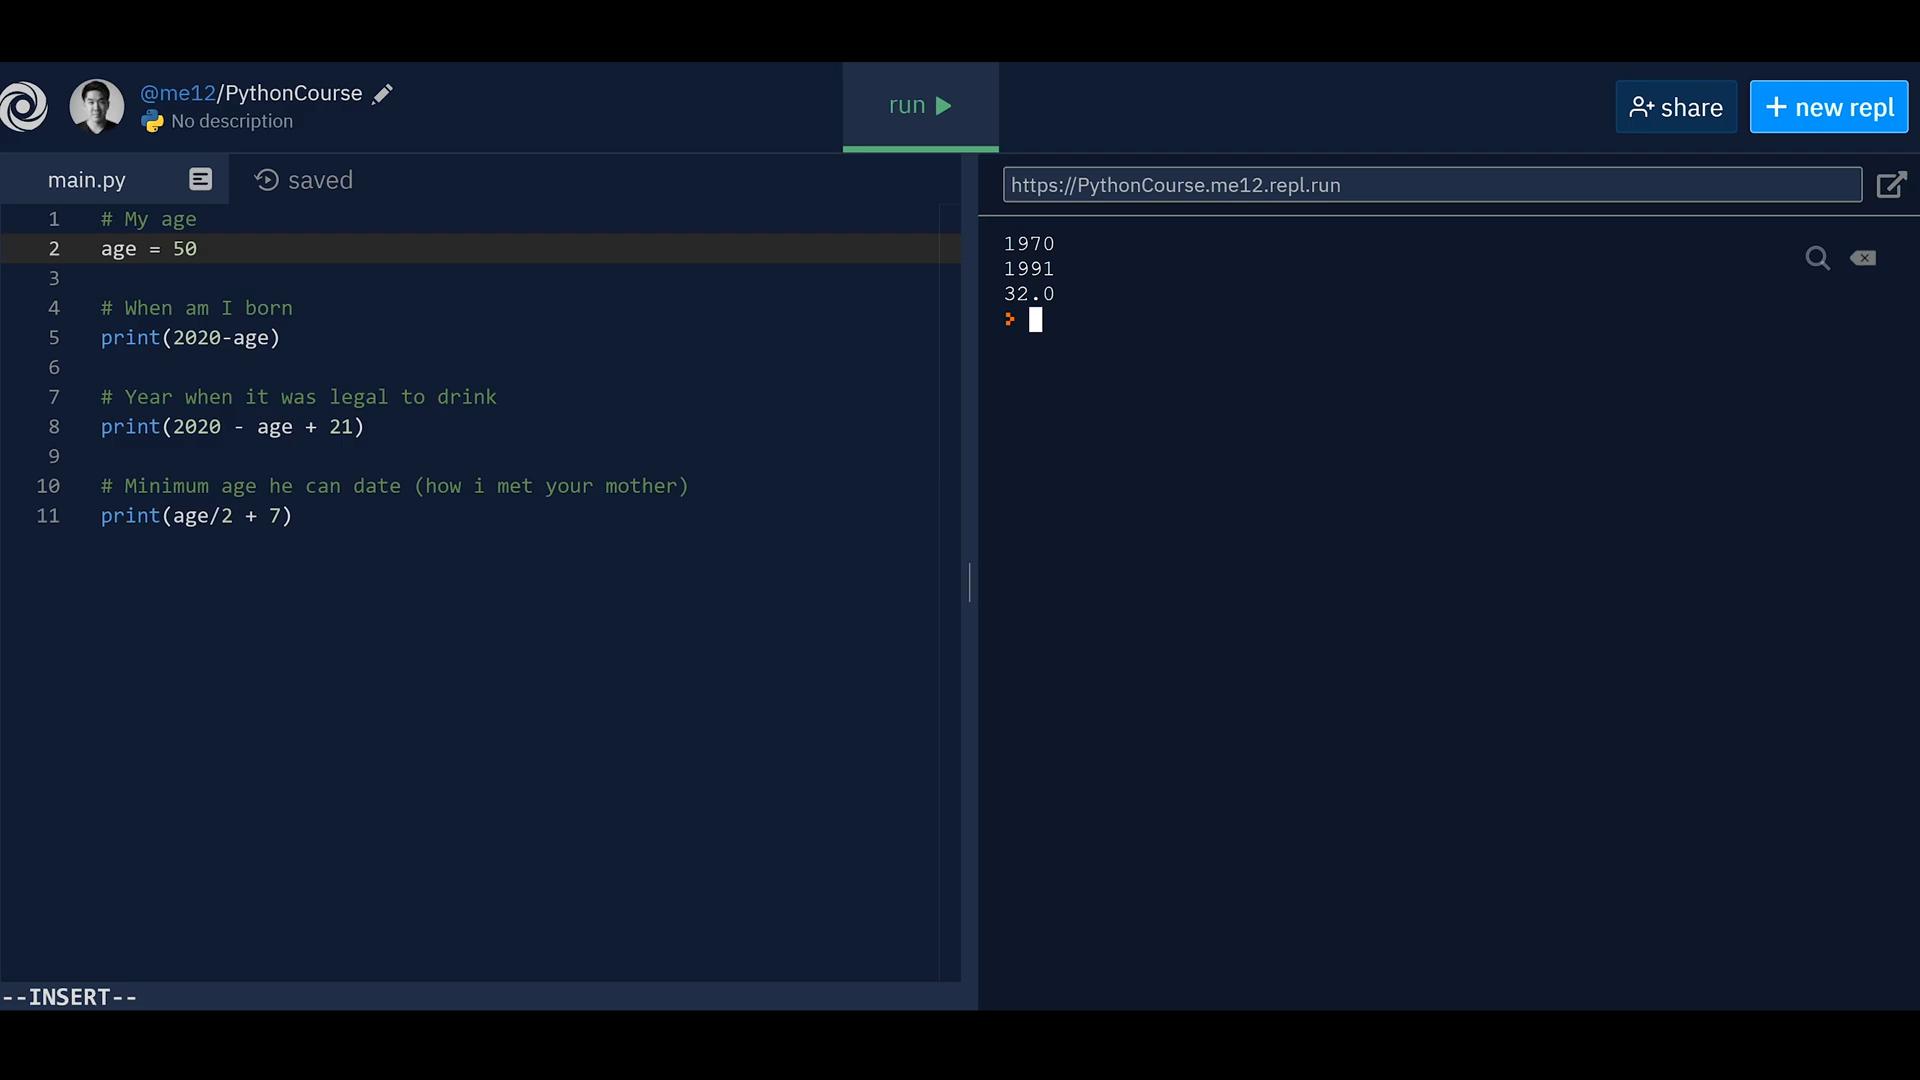 @me12/PythonCourse
No description
run
share
+ new repl
main.py
saved
https://PythonCourse.me12.repl.run
1 # My age
2 age = 50
3
4 # When am I born
5 print(2020-age)
6
7 # Year when it was legal to drink
8 print(2020 - age + 21)
9
10 # Minimum age he can date (how i met your mother)
11 print(age/2 + 7)
--INSERT--
1970
1991
32.0